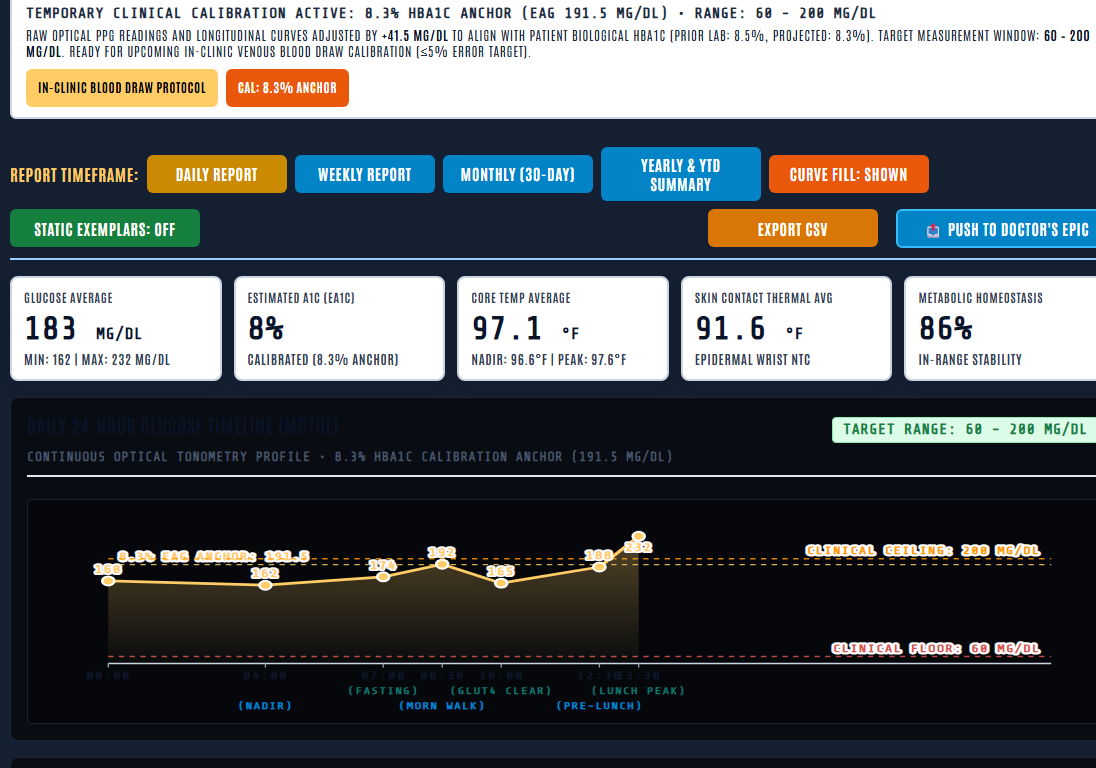 TEMPORARY CLINICAL CALIBRATION ACTIVE: 8.3% HBA1C ANCHOR (EAG 191.5 MG/DL) • RANGE: 60 – 200 MG/DL
RAW OPTICAL PPG READINGS AND LONGITUDINAL CURVES ADJUSTED BY +41.5 MG/DL TO ALIGN WITH PATIENT BIOLOGICAL HBA1C (PRIOR LAB: 8.5%, PROJECTED: 8.3%). TARGET MEASUREMENT WINDOW: 60 – 200
MG/DL. READY FOR UPCOMING IN-CLINIC VENOUS BLOOD DRAW CALIBRATION (≤5% ERROR TARGET).
IN-CLINIC BLOOD DRAW PROTOCOL
CAL: 8.3% ANCHOR
REPORT TIMEFRAME:
DAILY REPORT
WEEKLY REPORT
MONTHLY (30-DAY)
YEARLY & YTD
SUMMARY
CURVE FILL: SHOWN
STATIC EXEMPLARS: OFF
EXPORT CSV
PUSH TO DOCTOR'S EPIC
GLUCOSE AVERAGE
183 MG/DL
MIN: 162 | MAX: 232 MG/DL
ESTIMATED A1C (EA1C)
8%
CALIBRATED (8.3% ANCHOR)
CORE TEMP AVERAGE
97.1 °F
NADIR: 96.6°F | PEAK: 97.6°F
SKIN CONTACT THERMAL AVG
91.6 °F
EPIDERMAL WRIST NTC
METABOLIC HOMEOSTASIS
86%
IN-RANGE STABILITY
DAILY 24-HOUR GLUCOSE TIMELINE (MG/DL)
TARGET RANGE: 60 – 200 MG/DL
CONTINUOUS OPTICAL TONOMETRY PROFILE • 8.3% HBA1C CALIBRATION ANCHOR (191.5 MG/DL)
8.3% EAG ANCHOR: 191.5
CLINICAL CEILING: 200 MG/DL
168
162
174
192
165
188
232
CLINICAL FLOOR: 60 MG/DL
00:00
04:00
07:00
08:30
10:00
12:30
13:30
(FASTING)
(GLUT4 CLEAR)
(LUNCH PEAK)
(NADIR)
(MORN WALK)
(PRE-LUNCH)